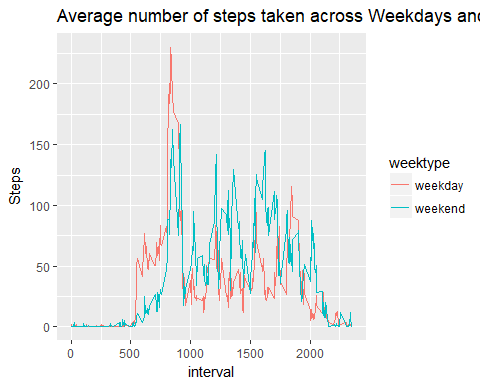 Average number of steps taken across Weekdays and
200
150
100
50
0
Steps
0 500 1000 1500 2000
interval
weektype
weekday
weekend